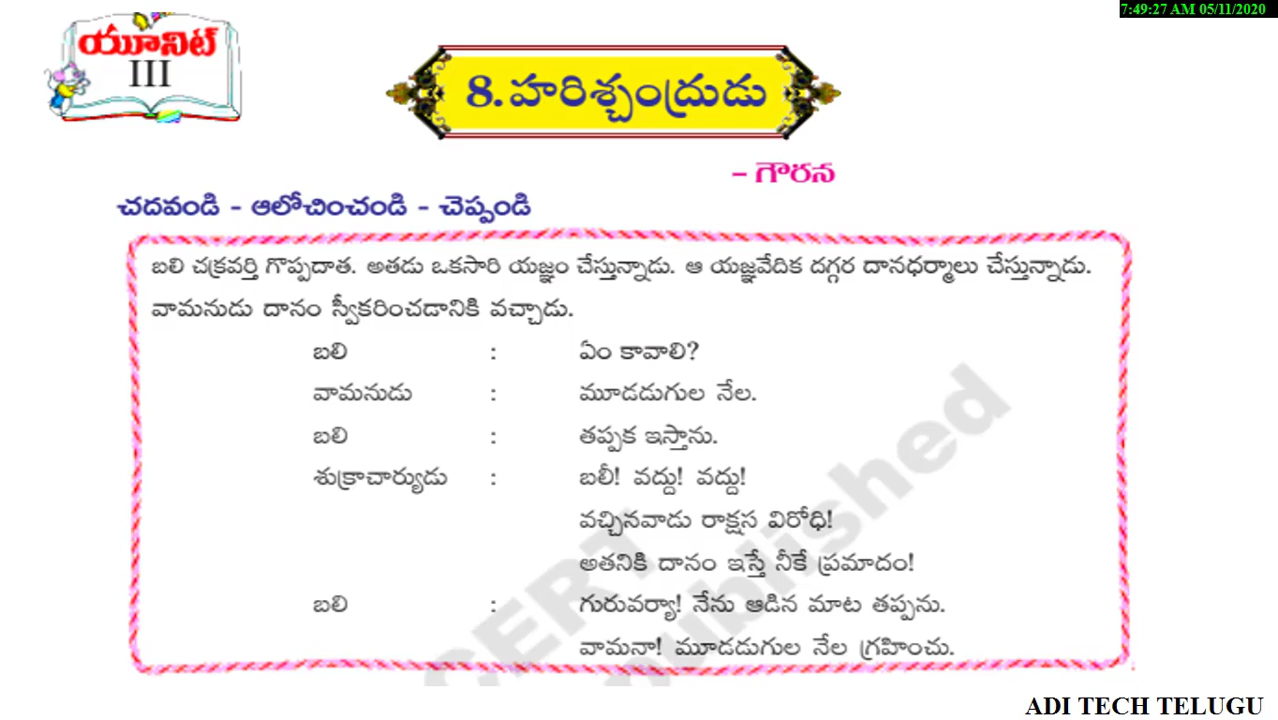 7:49:27 AM 05/11/2020
యూనిట్
III
8. హరిశ్చంద్రుడు
– గౌరన
చదవండి - ఆలోచించండి - చెప్పండి
బలి చక్రవర్తి గొప్పదాత. అతడు ఒకసారి యజ్ఞం చేస్తున్నాడు. ఆ యజ్ఞవేదిక దగ్గర దానధర్మాలు చేస్తున్నాడు.
వామనుడు దానం స్వీకరించడానికి వచ్చాడు.
బలి : ఏం కావాలి?
వామనుడు : మూడడుగుల నేల.
బలి : తప్పక ఇస్తాను.
శుక్రాచార్యుడు : బలీ! వద్దు! వద్దు!
వచ్చినవాడు రాక్షస విరోధి!
అతనికి దానం ఇస్తే నీకే ప్రమాదం!
బలి : గురువర్యా! నేను ఆడిన మాట తప్పను.
వామనా! మూడడుగుల నేల గ్రహించు.
CERT
published
ADI TECH TELUGU